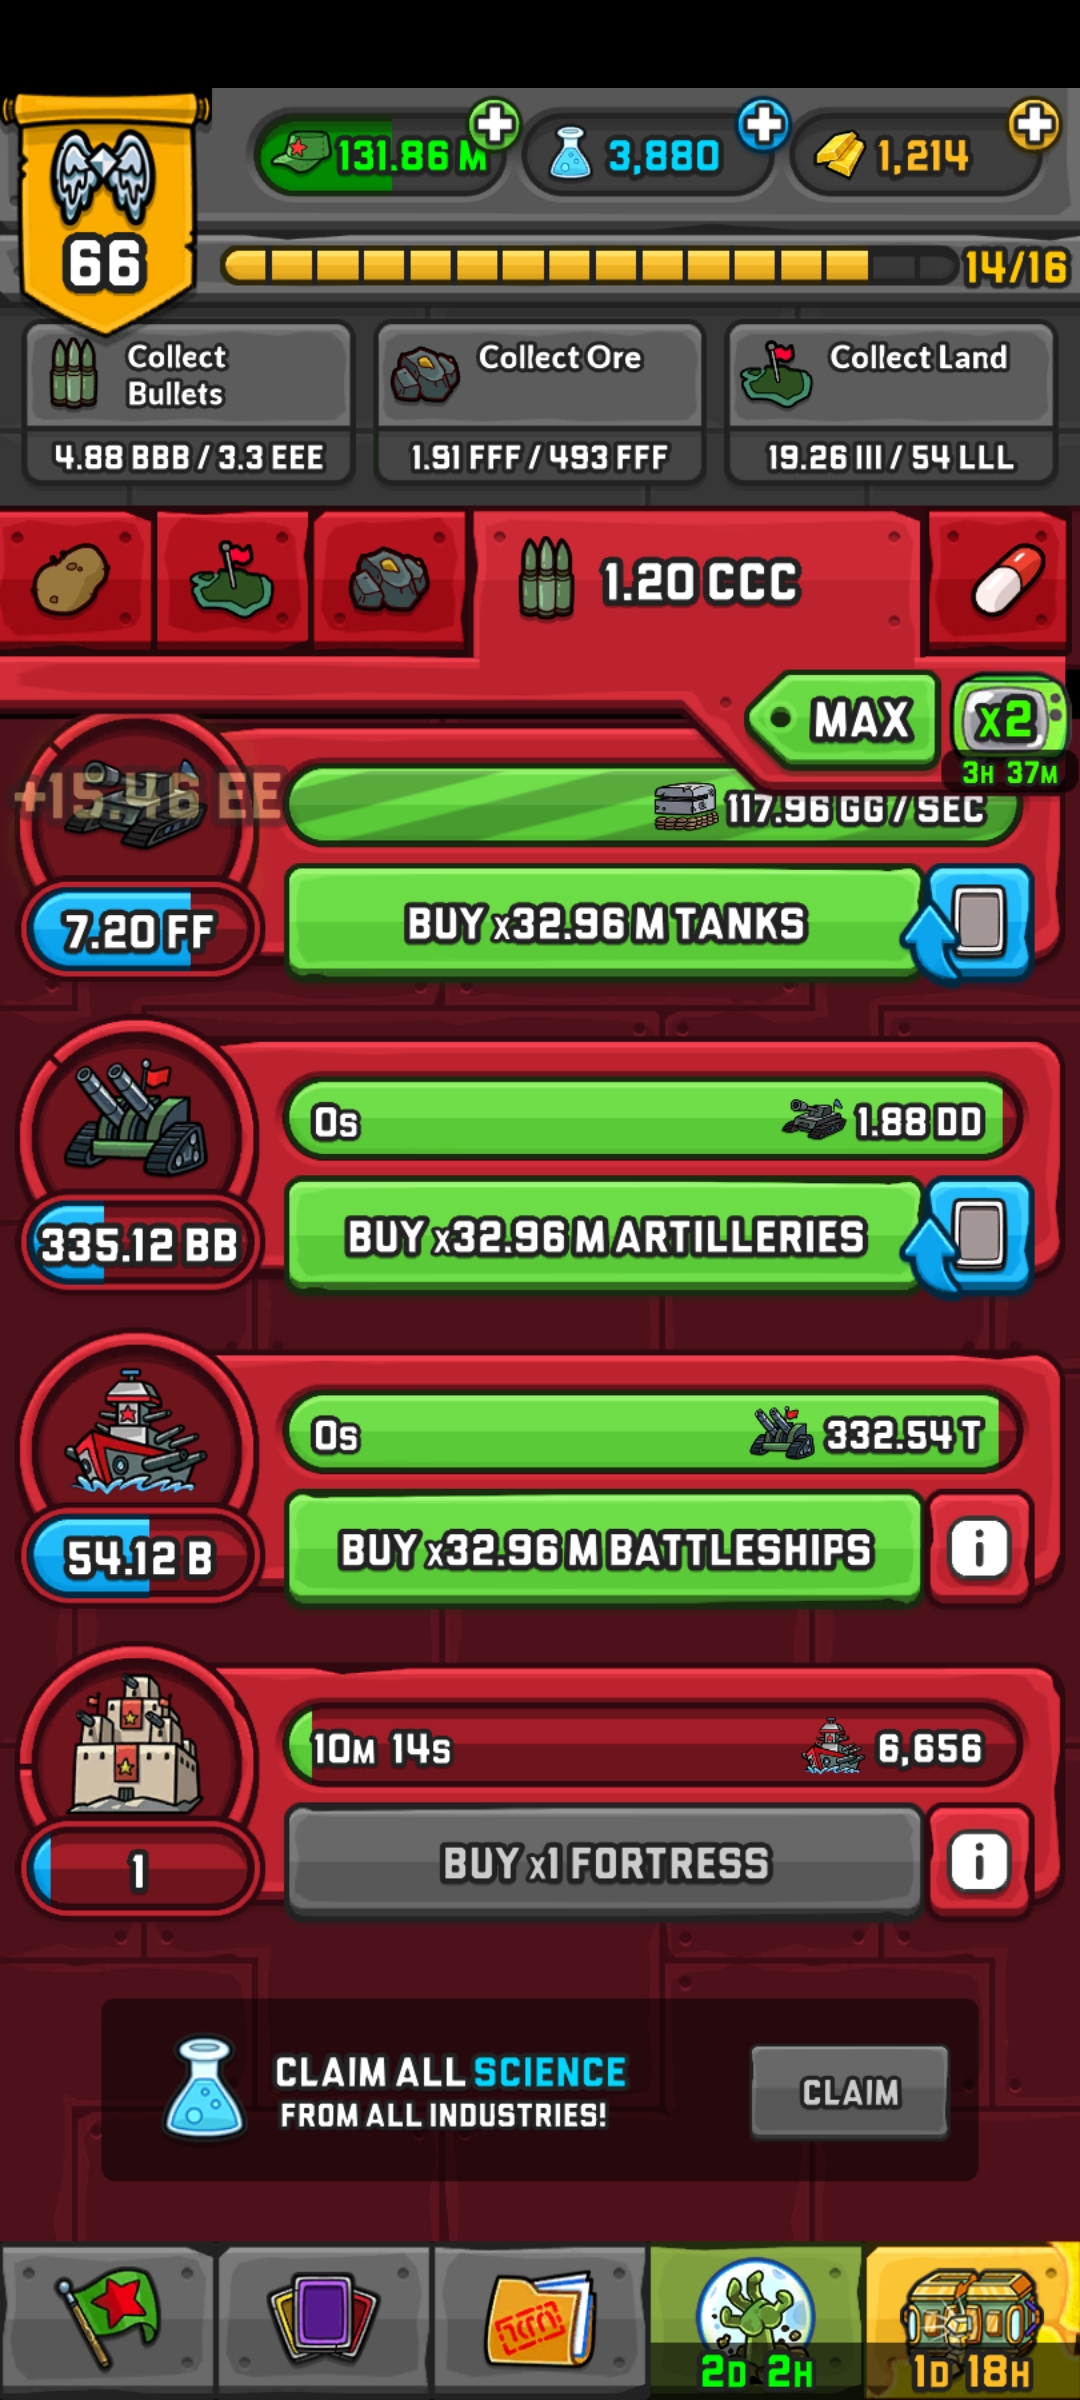 131.86 M
3,880
1,214
66
14/16
Collect
Bullets
4.88 BBB / 3.3 EEE
Collect Ore
1.91 FFF / 493 FFF
Collect Land
19.26 III / 54 LLL
1.20 CCC
MAX
x2
3H 37M
+15.46 EE
117.96 GG / SEC
7.20 FF
BUY x32.96 M TANKS
0s
1.88 DD
335.12 BB
BUY x32.96 M ARTILLERIES
0s
332.54 T
54.12 B
BUY x32.96 M BATTLESHIPS
i
10M 14S
6,656
1
BUY x1 FORTRESS
i
CLAIM ALL SCIENCE
FROM ALL INDUSTRIES!
CLAIM
2D 2H
1D 18H